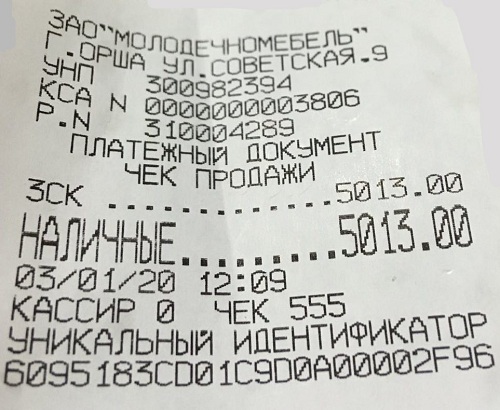 ЗАО"МОЛОДЕЧНОМЕБЕЛЬ"
Г.ОРША УЛ.СОВЕТСКАЯ.9
УНП 300982394
КСА N 0000000003806
Р.N 310004289
ПЛАТЕЖНЫЙ ДОКУМЕНТ
ЧЕК ПРОДАЖИ
ЗСК ..............5013.00
НАЛИЧНЫЕ.........5013.00
03/01/20 12:09
КАССИР 0 ЧЕК 555
УНИКАЛЬНЫЙ ИДЕНТИФИКАТОР
6095183CD01C9D0A00002F96